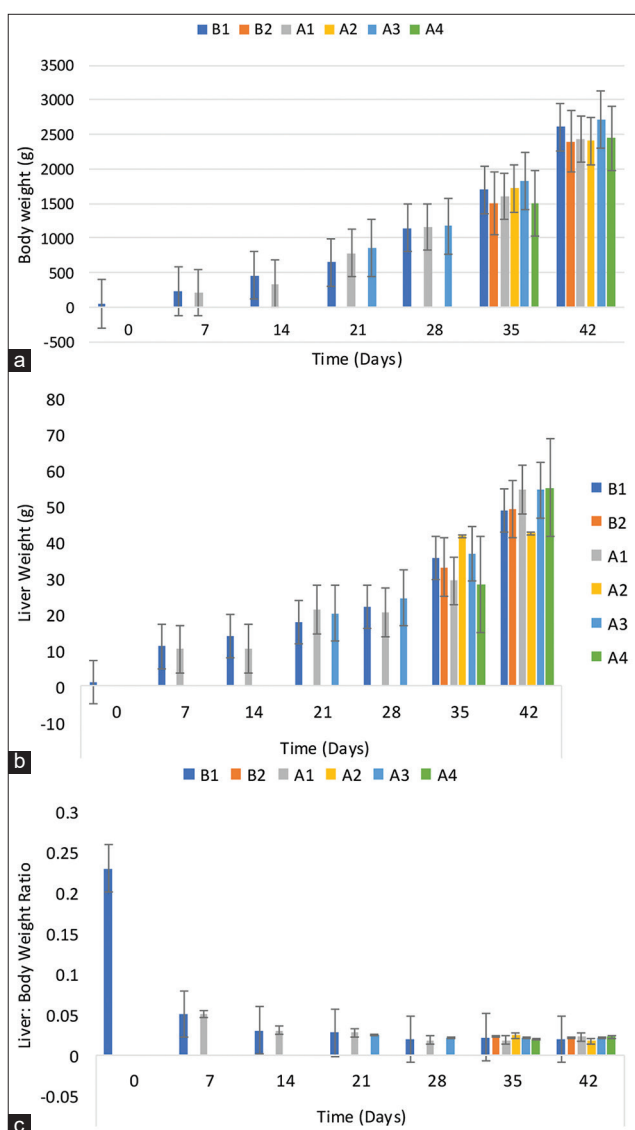 B1 B2 A1 A2 A3 A4
3500
3000
2500
2000
1500
1000
500
0
-500
Body weight (g)
0 7 14 21 28 35 42
Time (Days)
a
80
70
60
50
40
30
20
10
0
-10
Liver Weight (g)
B1
B2
A1
A2
A3
A4
0 7 14 21 28 35 42
Time (Days)
b
B1 B2 A1 A2 A3 A4
0.3
0.25
0.2
0.15
0.1
0.05
0
-0.05
Liver: Body Weight Ratio
0 7 14 21 28 35 42
Time (Days)
c